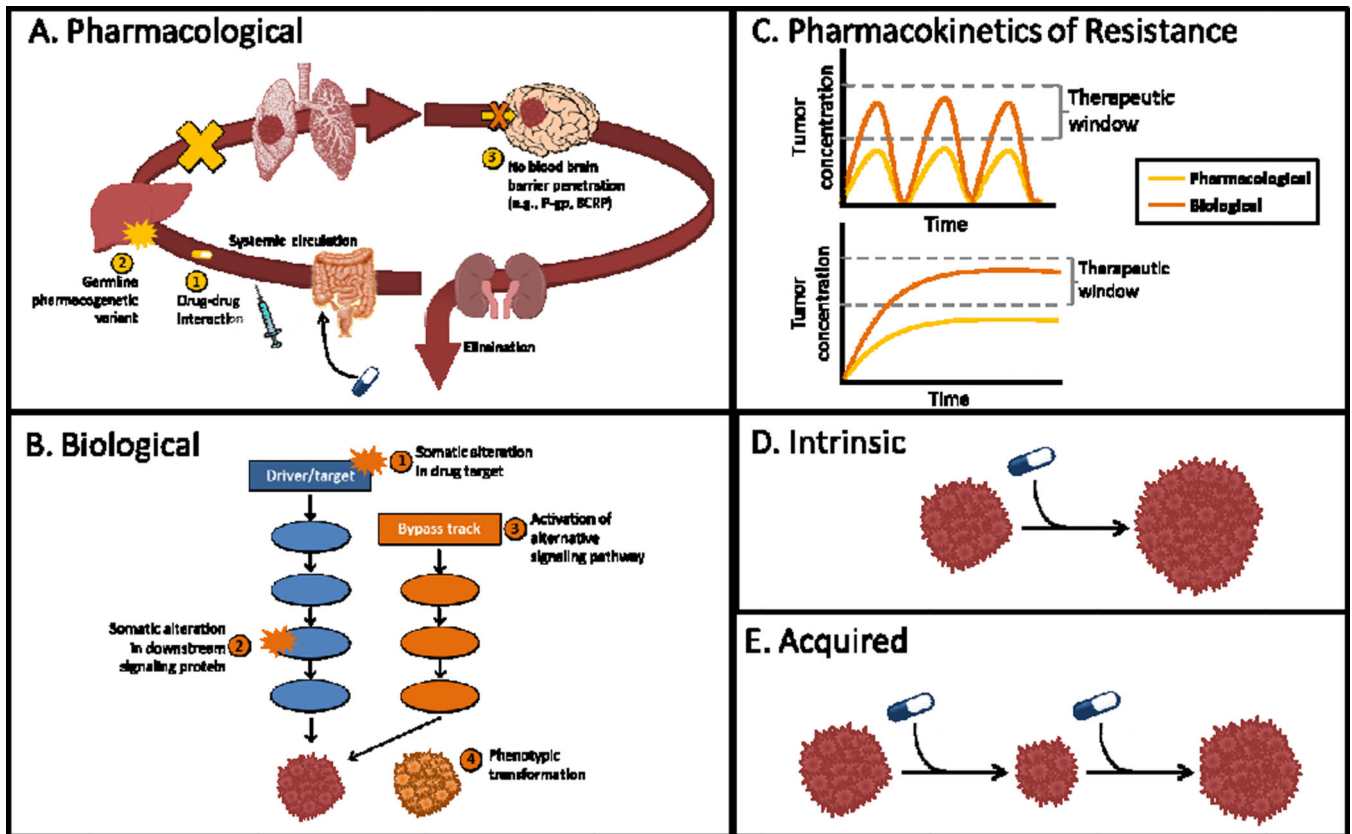 A. Pharmacological
3
No blood brain
barrier penetration
(e.g., P-gp, BCRP)
Systemic circulation
2
Germline
pharmacogenetic
variant
1
Drug-drug
interaction
Elimination
B. Biological
Driver/target
1
Somatic alteration
in drug target
Bypass track
3
Activation of
alternative
signaling pathway
Somatic alteration
in downstream
signaling protein
2
4
Phenotypic
transformation
C. Pharmacokinetics of Resistance
Tumor
concentration
Therapeutic
window
Time
Pharmacological
Biological
Tumor
concentration
Therapeutic
window
Time
D. Intrinsic
E. Acquired